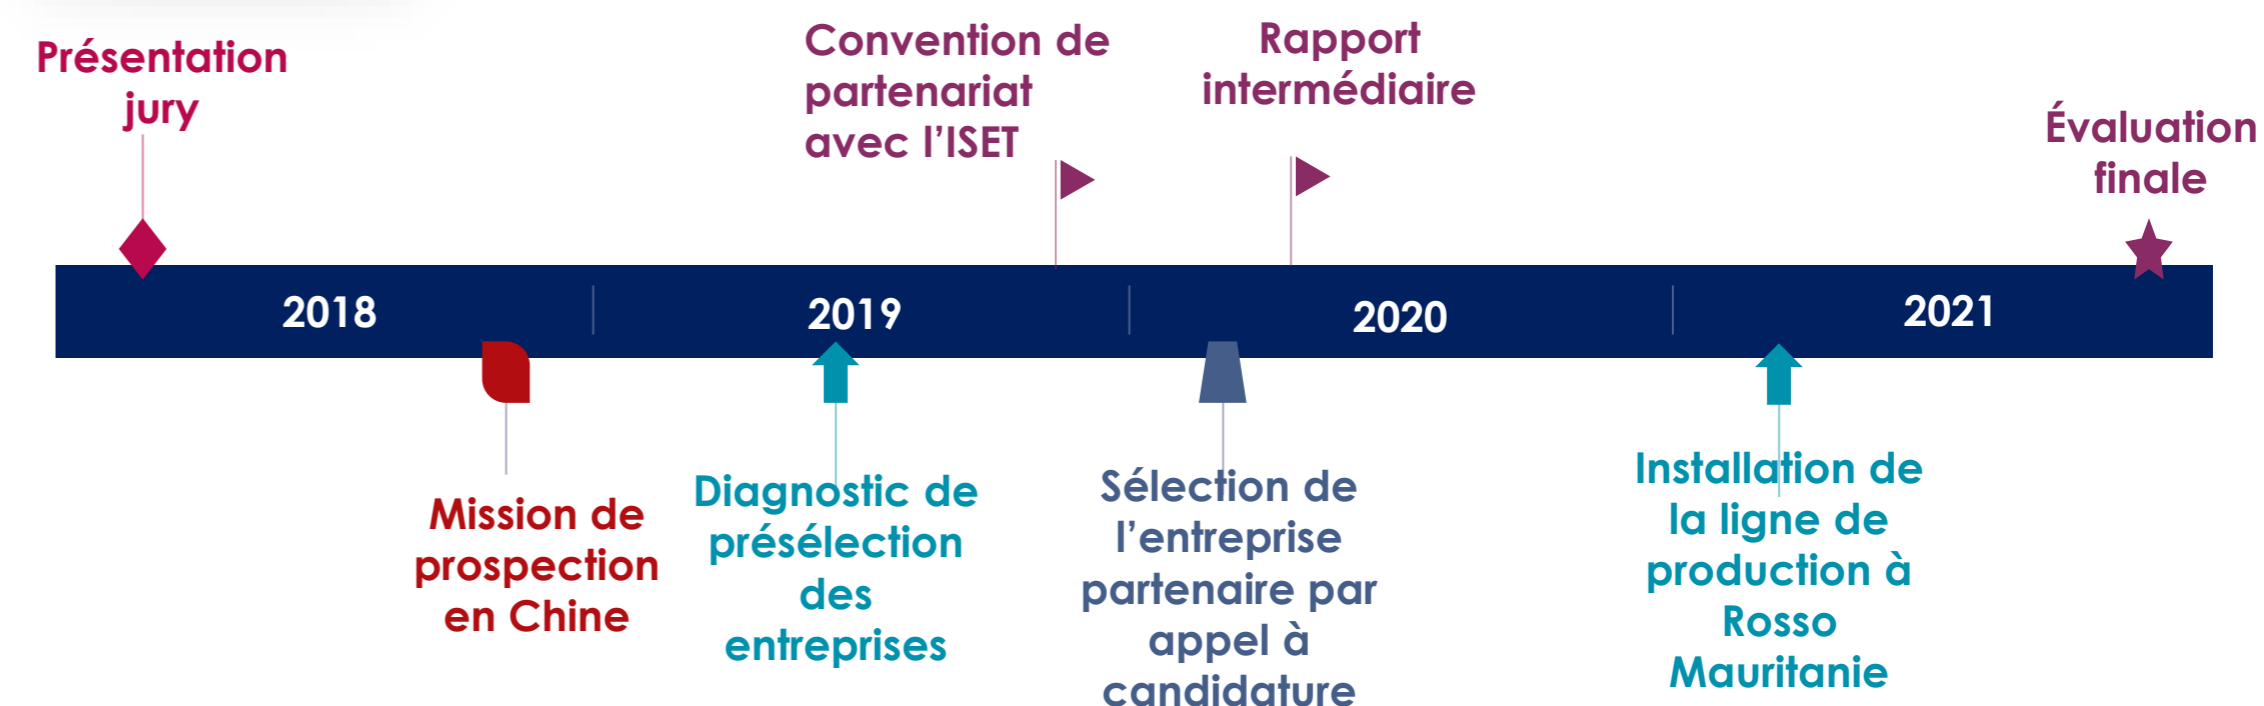 Présentation
jury
Convention de
partenariat
avec l’ISET
Rapport
intermédiaire
Évaluation
finale
2018
2019
2020
2021
Mission de
prospection
en Chine
Diagnostic de
présélection
des
entreprises
Sélection de
l’entreprise
partenaire par
appel à
candidature
Installation de
la ligne de
production à
Rosso
Mauritanie